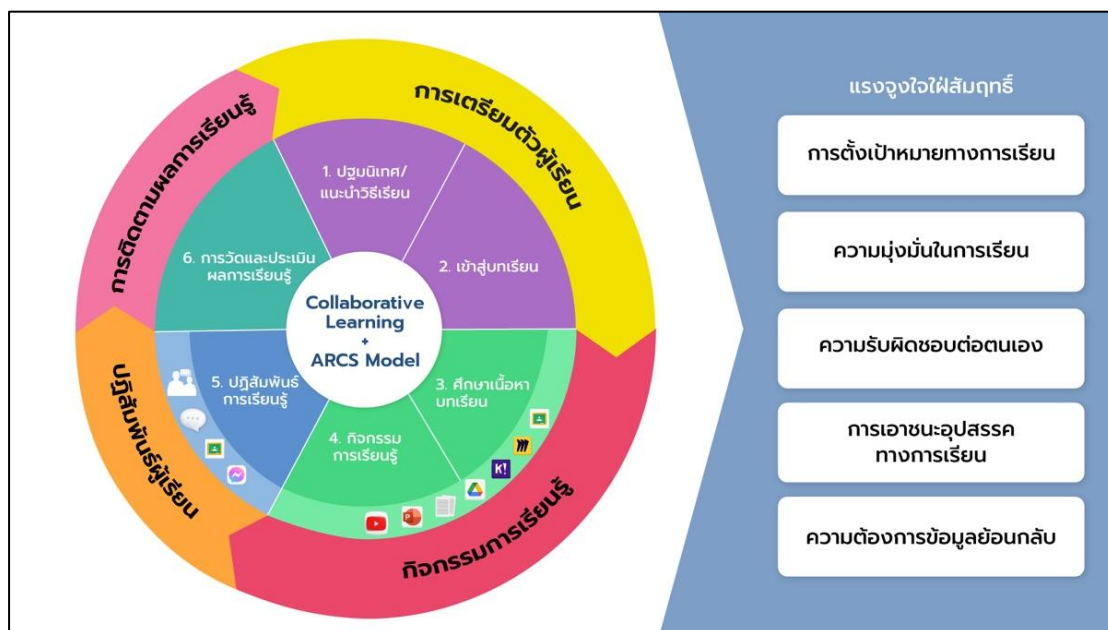 การเตรียมตัวผู้เรียน
กิจกรรมการเรียนรู้
ปฏิสัมพันธ์ผู้เรียน
การติดตามผลการเรียนรู้
1. ปฐมนิเทศ/
แนะนำวิธีเรียน
2. เข้าสู่บทเรียน
3. ศึกษาเนื้อหา
บทเรียน
4. กิจกรรม
การเรียนรู้
5. ปฏิสัมพันธ์
การเรียนรู้
6. การวัดและประเมิน
ผลการเรียนรู้
Collaborative
Learning
+
ARCS Model
K!
แรงจูงใจใฝ่สัมฤทธิ์
การตั้งเป้าหมายทางการเรียน
ความมุ่งมั่นในการเรียน
ความรับผิดชอบต่อตนเอง
การเอาชนะอุปสรรค
ทางการเรียน
ความต้องการข้อมูลย้อนกลับ